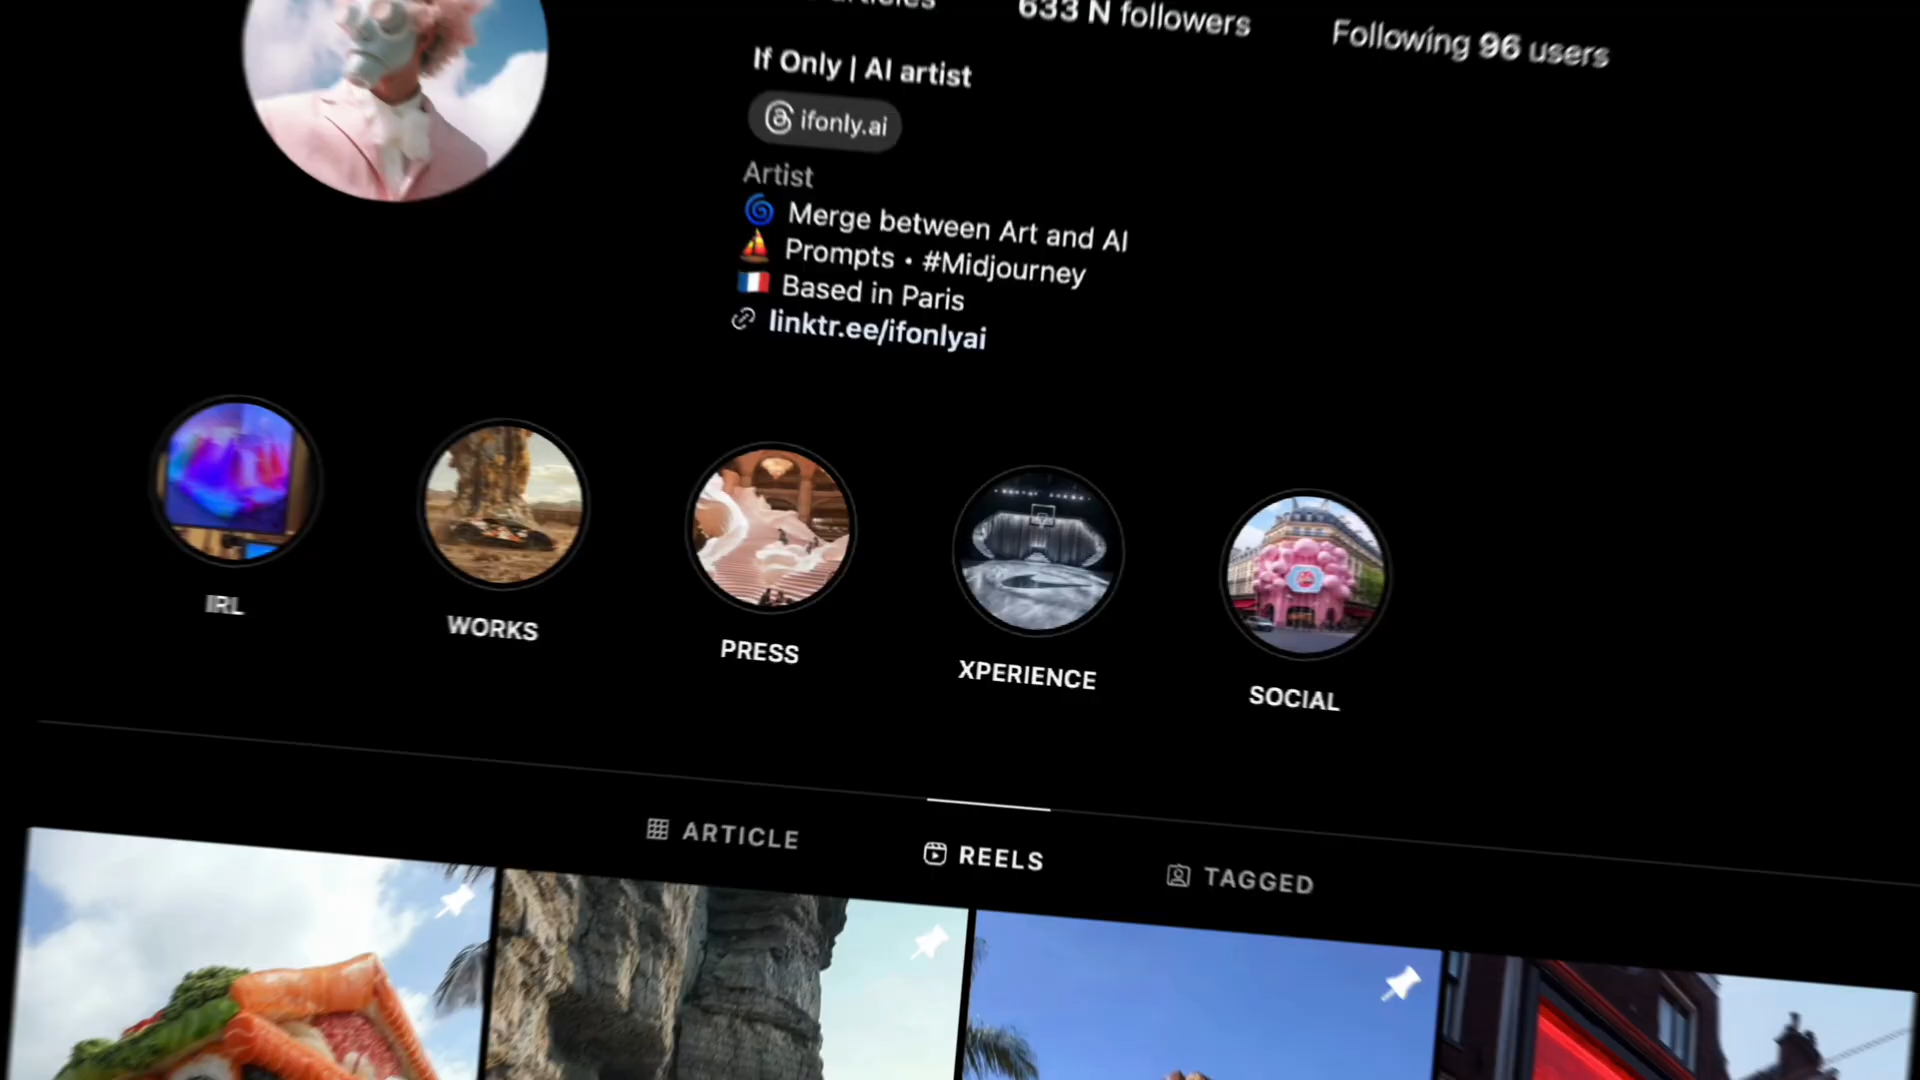 633 N followers
Following 96 users
If Only | AI artist
ifonly.ai
Artist
Merge between Art and AI
Prompts • #Midjourney
Based in Paris
linktr.ee/ifonlyai
IRL
WORKS
PRESS
XPERIENCE
SOCIAL
ARTICLE
REELS
TAGGED